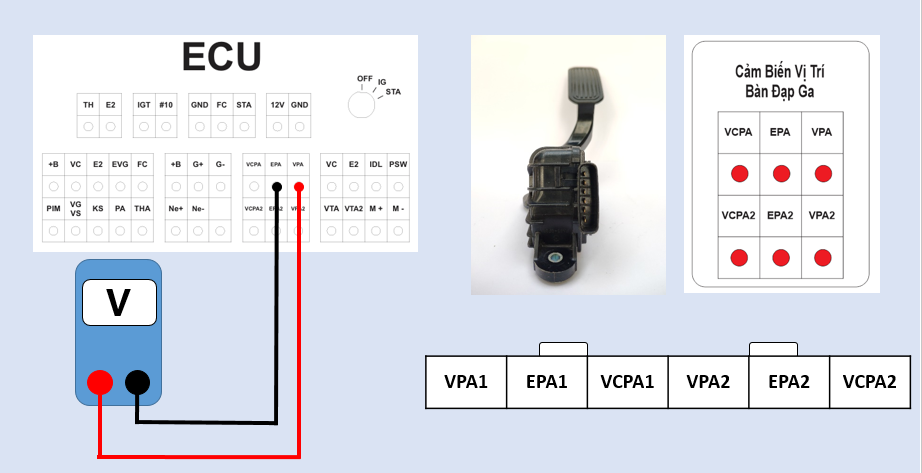 ECU
OFF
IG
STA
TH E2 IGT #10 GND FC STA 12V GND
+B VC E2 EVG FC +B G+ G- VCPA EPA VPA VC E2 IDL PSW
PIM VG VS KS PA THA Ne+ Ne- VCPA2 EPA2 VPA2 VTA VTA2 M + M -
V
Cảm Biến Vị Trí
Bàn Đạp Ga
VCPA EPA VPA
VCPA2 EPA2 VPA2
VPA1 EPA1 VCPA1 VPA2 EPA2 VCPA2